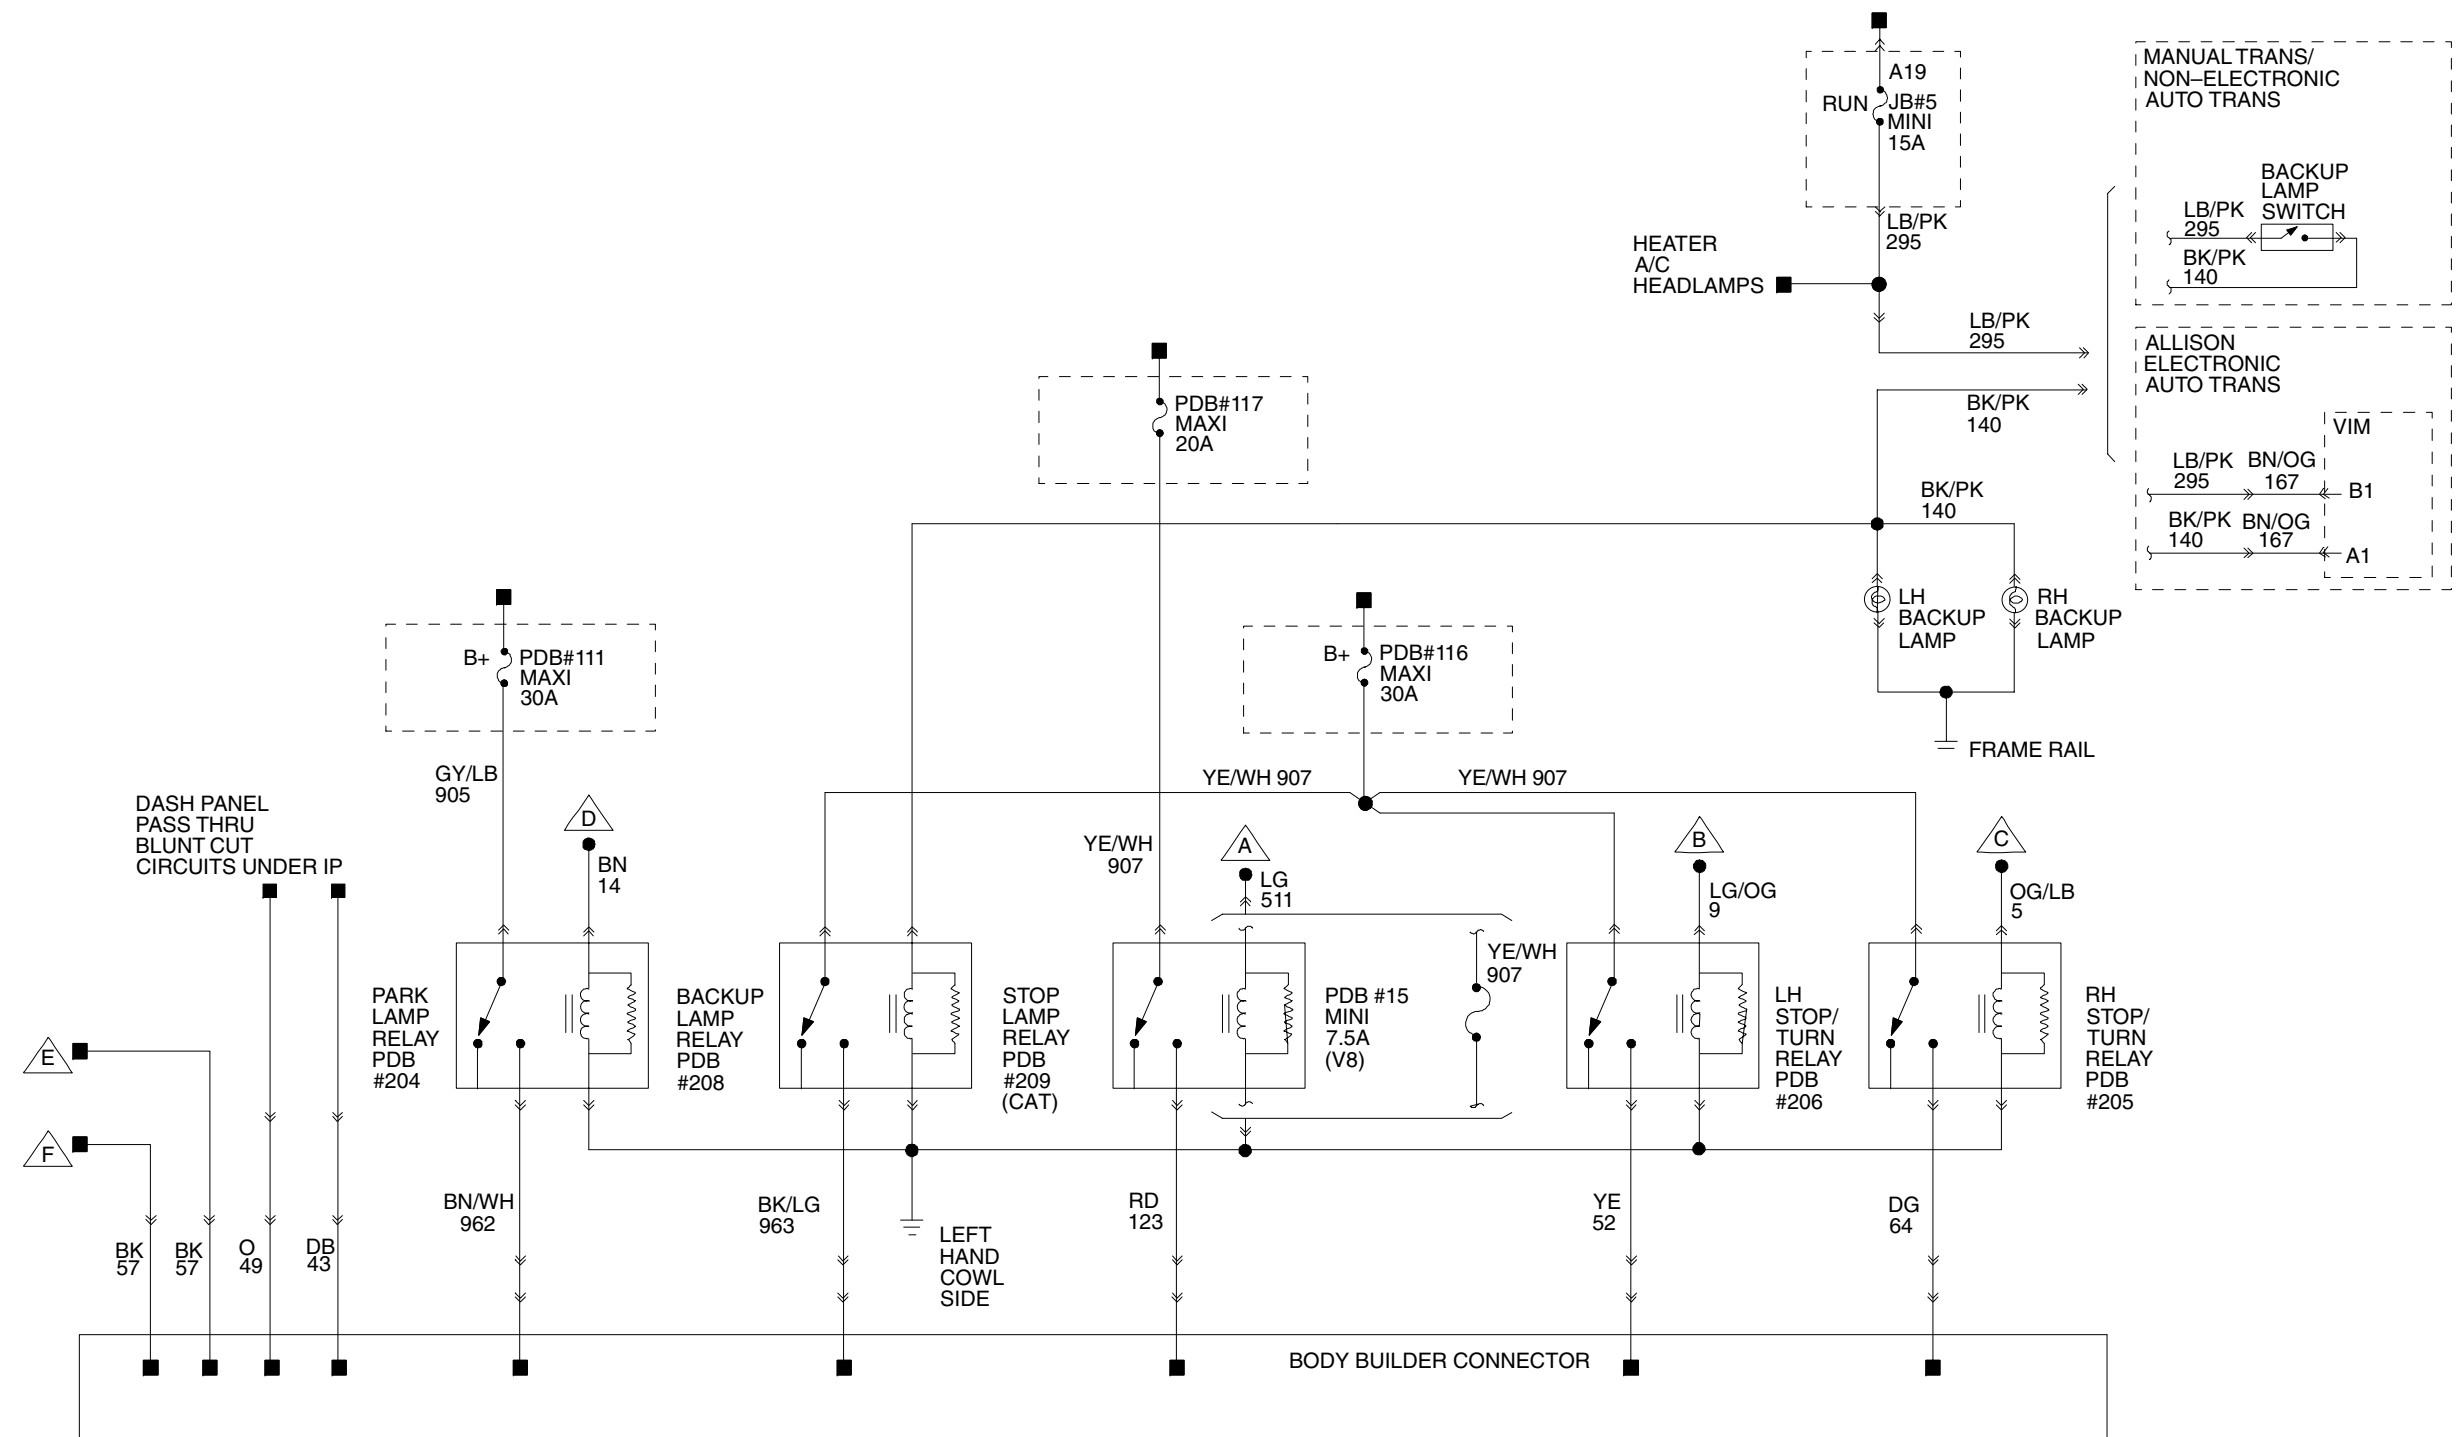 A19
RUN
JB#5
MINI
15A
LB/PK
295
HEATER
A/C
HEADLAMPS
LB/PK
295
BK/PK
140
BK/PK
140
MANUAL TRANS/
NON–ELECTRONIC
AUTO TRANS
BACKUP
LAMP
SWITCH
LB/PK
295
BK/PK
140
ALLISON
ELECTRONIC
AUTO TRANS
VIM
LB/PK
295
BN/OG
167
B1
BK/PK
140
BN/OG
167
A1
PDB#117
MAXI
20A
LH
BACKUP
LAMP
RH
BACKUP
LAMP
FRAME RAIL
B+
PDB#111
MAXI
30A
B+
PDB#116
MAXI
30A
GY/LB
905
YE/WH 907
YE/WH 907
DASH PANEL
PASS THRU
BLUNT CUT
CIRCUITS UNDER IP
D
BN
14
YE/WH
907
A
LG
511
B
LG/OG
9
C
OG/LB
5
YE/WH
907
E
F
PARK
LAMP
RELAY
PDB
#204
BACKUP
LAMP
RELAY
PDB
#208
STOP
LAMP
RELAY
PDB
#209
(CAT)
PDB #15
MINI
7.5A
(V8)
LH
STOP/
TURN
RELAY
PDB
#206
RH
STOP/
TURN
RELAY
PDB
#205
BK
57
BK
57
O
49
DB
43
BN/WH
962
BK/LG
963
LEFT
HAND
COWL
SIDE
RD
123
YE
52
DG
64
BODY BUILDER CONNECTOR